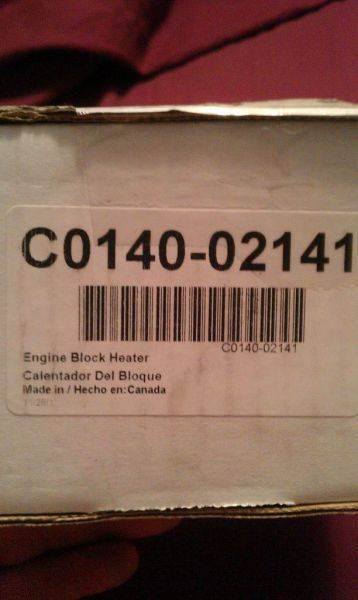 C0140-02141
C0140-02141
Engine Block Heater
Calentador Del Bloque
Made in / Hecho en: Canada